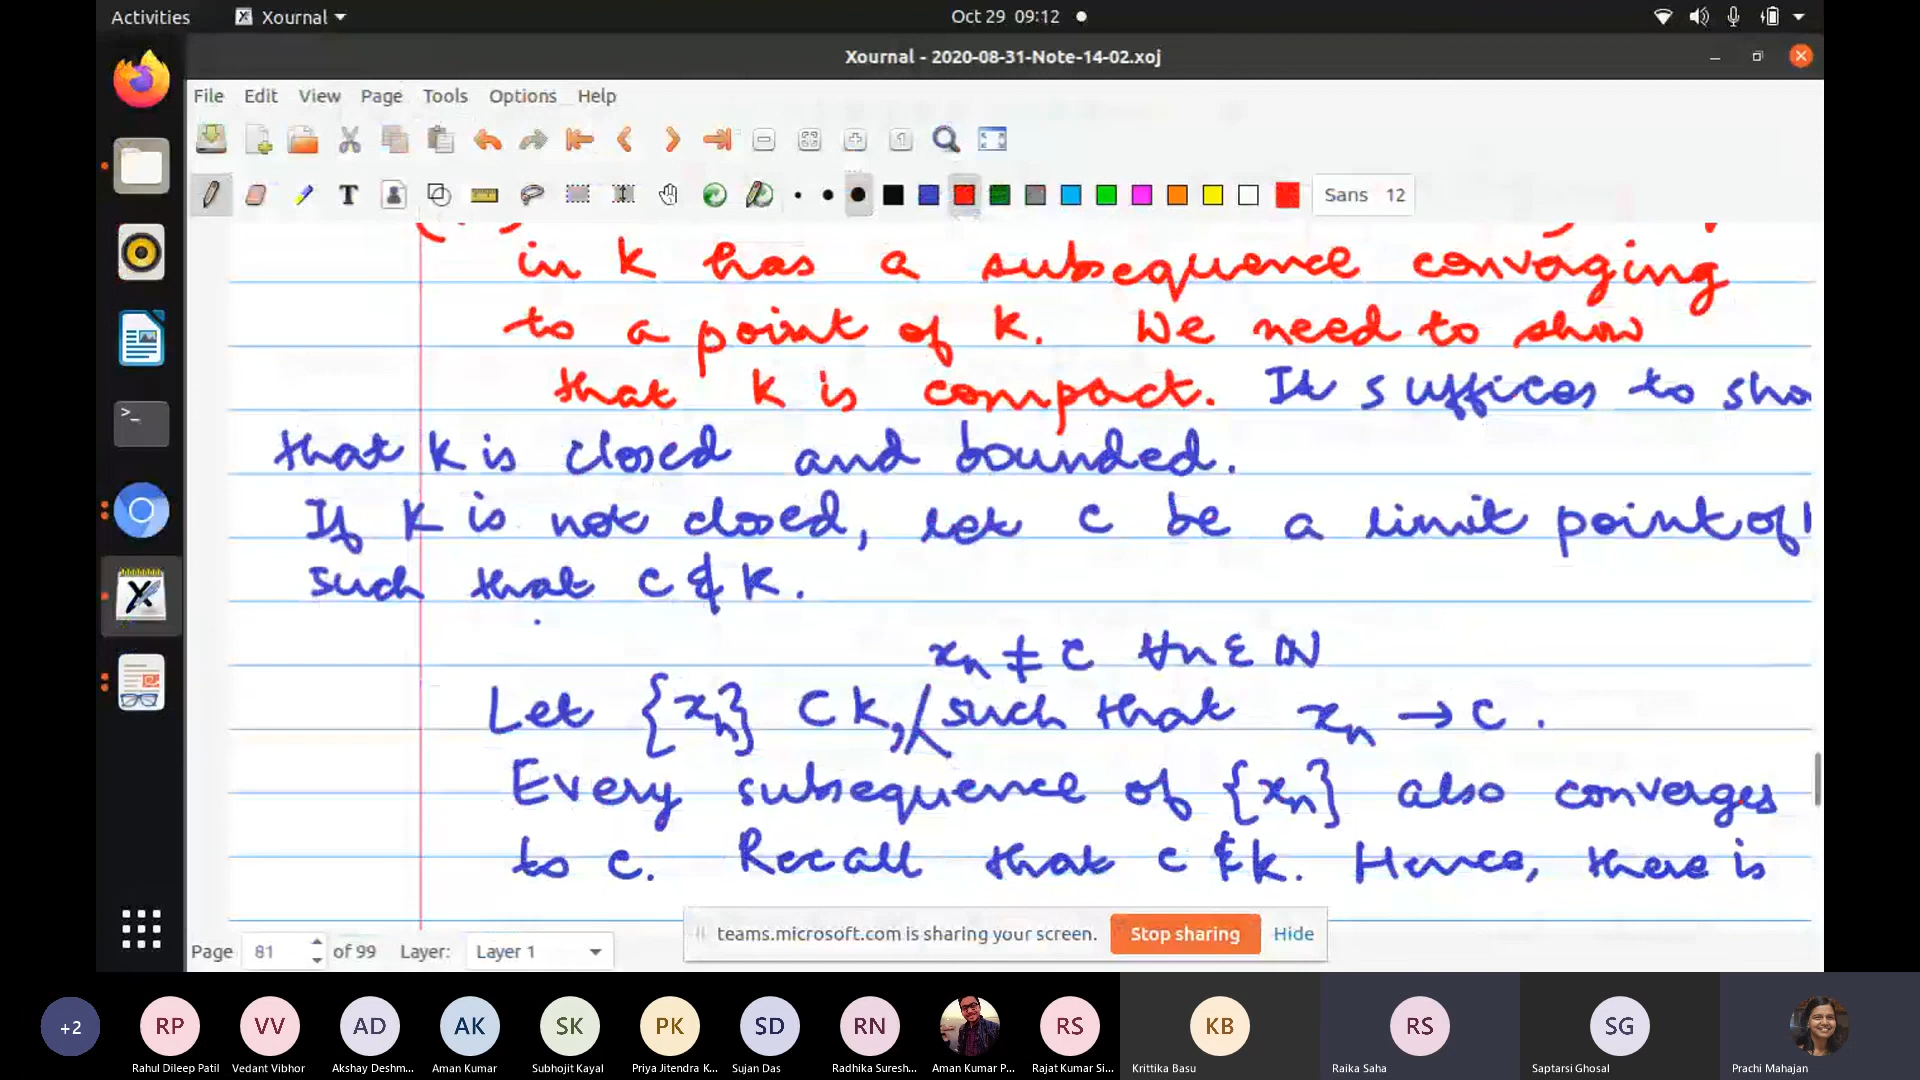 Activities Xournal Oct 29 09:12
Xournal - 2020-08-31-Note-14-02.xoj
File Edit View Page Tools Options Help
T Sans 12
in K has a subsequence converging
to a point of K. We need to show
that K is compact. It suffices to sho
that K is closed and bounded.
If K is not closed, let c be a limit point of
such that c ∉ K.
xₙ ≠ c ∀n ∈ ℕ
Let {xₙ} ⊂ K, such that xₙ → c.
Every subsequence of {xₙ} also converges
to c. Recall that c ∉ K. Hence, there is
teams.microsoft.com is sharing your screen. Stop sharing Hide
Page 81 of 99 Layer: Layer 1
+2 RP VV AD AK SK PK SD RN RS KB RS SG
Rahul Dileep Patil Vedant Vibhor Akshay Deshm... Aman Kumar Subhojit Kayal Priya Jitendra K... Sujan Das Radhika Suresh... Aman Kumar P... Rajat Kumar Si... Krittika Basu Raika Saha Saptarsi Ghosal Prachi Mahajan